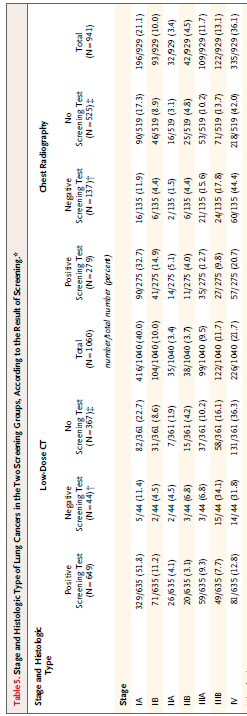 Table 5. Stage and Histologic Type of Lung Cancers in the Two Screening Groups, According to the Result of Screening.*
Stage and Histologic Type Low-Dose CT Chest Radiography
Positive Screening Test (N=649) Negative Screening Test (N=44)† No Screening Test (N=367)‡ Total (N=1060) Positive Screening Test (N=279) Negative Screening Test (N=137)† No Screening Test (N=525)‡ Total (N=941)
number/total number (percent)
Stage
IA 329/635 (51.8) 5/44 (11.4) 82/361 (22.7) 416/1040 (40.0) 90/275 (32.7) 16/135 (11.9) 90/519 (17.3) 196/929 (21.1)
IB 71/635 (11.2) 2/44 (4.5) 31/361 (8.6) 104/1040 (10.0) 41/275 (14.9) 6/135 (4.4) 46/519 (8.9) 93/929 (10.0)
IIA 26/635 (4.1) 2/44 (4.5) 7/361 (1.9) 35/1040 (3.4) 14/275 (5.1) 2/135 (1.5) 16/519 (3.1) 32/929 (3.4)
IIB 20/635 (3.1) 3/44 (6.8) 15/361 (4.2) 38/1040 (3.7) 11/275 (4.0) 6/135 (4.4) 25/519 (4.8) 42/929 (4.5)
IIIA 59/635 (9.3) 3/44 (6.8) 37/361 (10.2) 99/1040 (9.5) 35/275 (12.7) 21/135 (15.6) 53/519 (10.2) 109/929 (11.7)
IIIB 49/635 (7.7) 15/44 (34.1) 58/361 (16.1) 122/1040 (11.7) 27/275 (9.8) 24/135 (17.8) 71/519 (13.7) 122/929 (13.1)
IV 81/635 (12.8) 14/44 (31.8) 131/361 (36.3) 226/1040 (21.7) 57/275 (20.7) 60/135 (44.4) 218/519 (42.0) 335/929 (36.1)